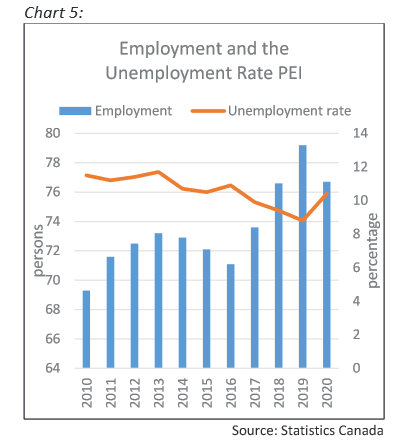 Chart 5:
Employment and the
Unemployment Rate PEI
Employment Unemployment rate
80 14
78 12
76 10
74 8
72 6
70 4
68 2
66 0
64
persons
percentage
2010 2011 2012 2013 2014 2015 2016 2017 2018 2019 2020
Source: Statistics Canada